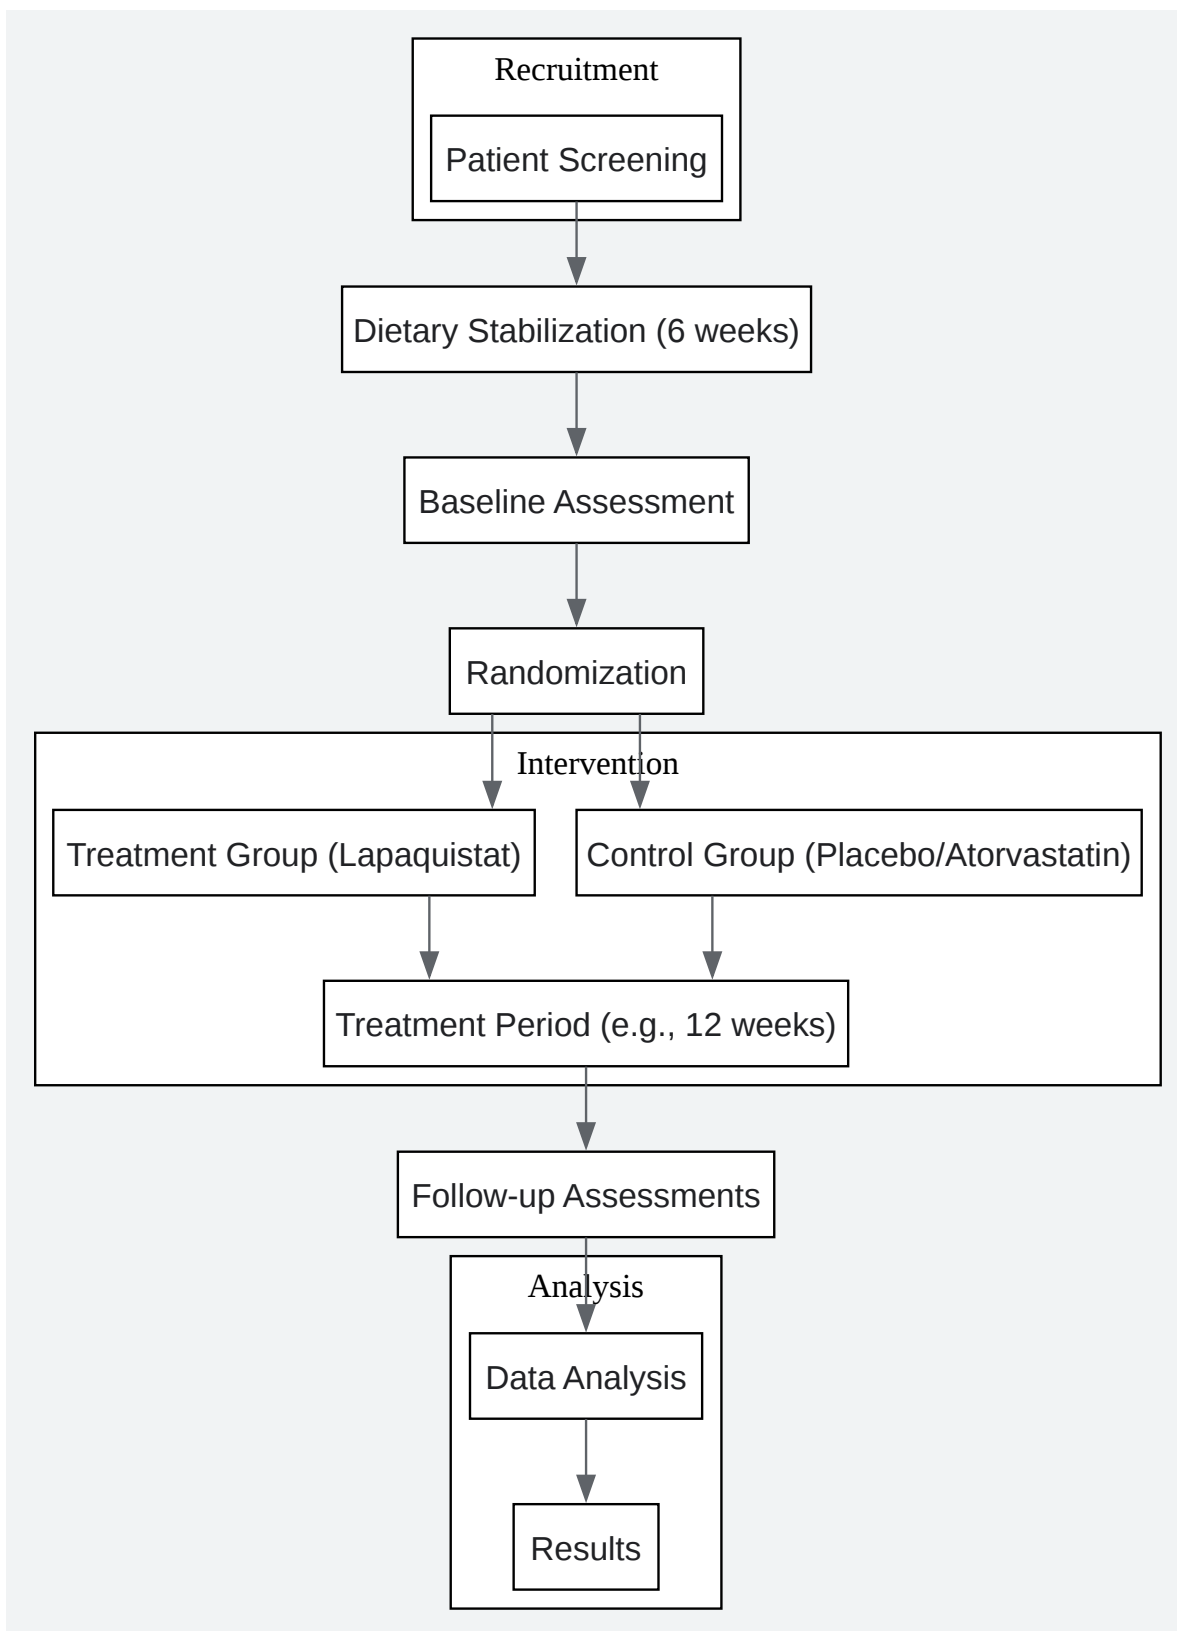 Recruitment
Patient Screening
Dietary Stabilization (6 weeks)
Baseline Assessment
Randomization
Intervention
Treatment Group (Lapaquistat)
Control Group (Placebo/Atorvastatin)
Treatment Period (e.g., 12 weeks)
Follow-up Assessments
Analysis
Data Analysis
Results